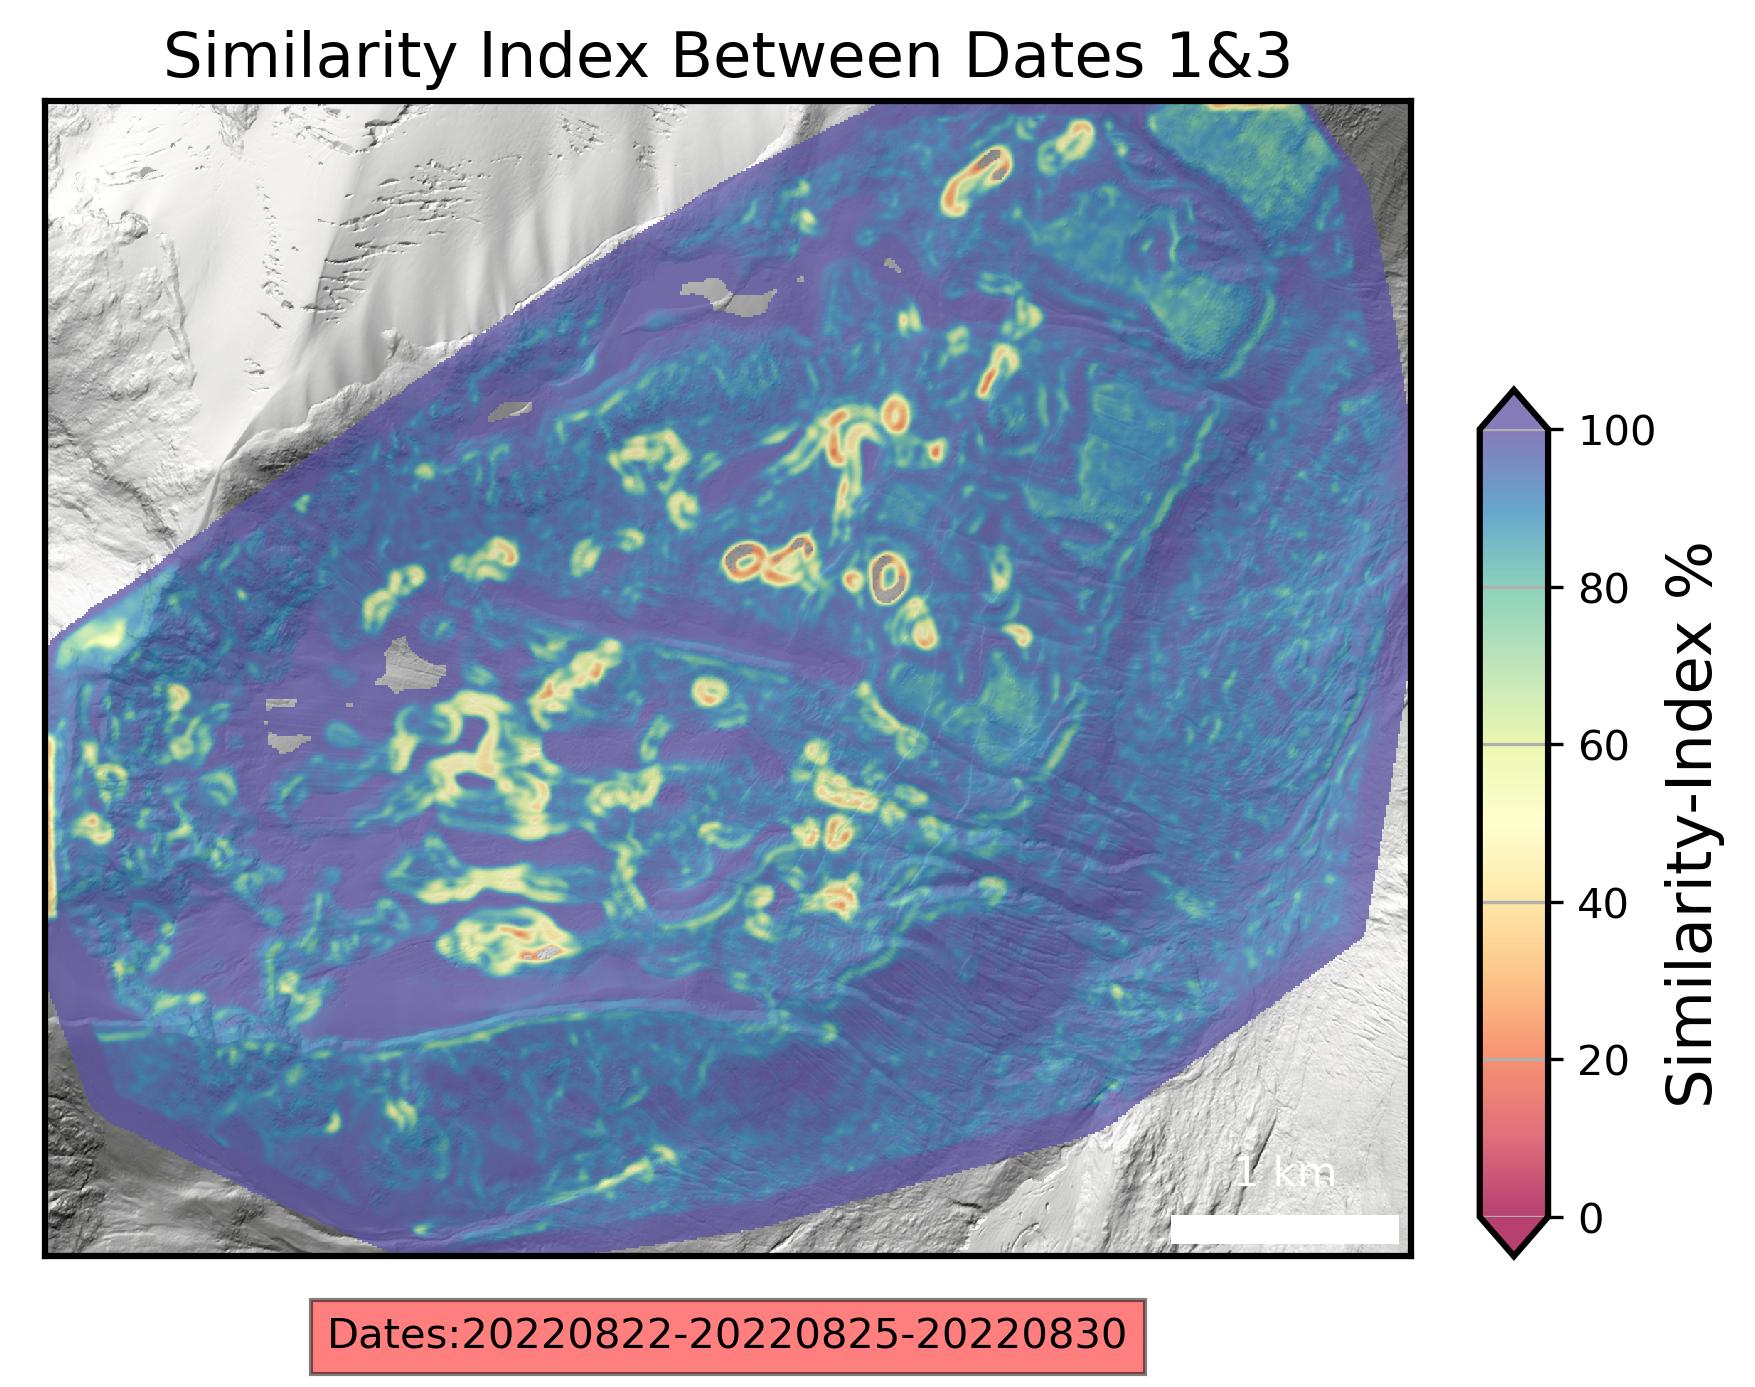 Similarity Index Between Dates 1&3
100
80
60
40
20
0
Similarity-Index %
1 km
Dates:20220822-20220825-20220830